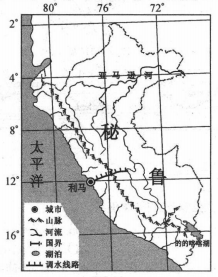 80° 76° 72°
2°
4°
亚马逊河
太平洋
秘鲁
8°
12°
利马
16°
的的喀喀湖
城市
山脉
河流
国界
湖泊
调水线路